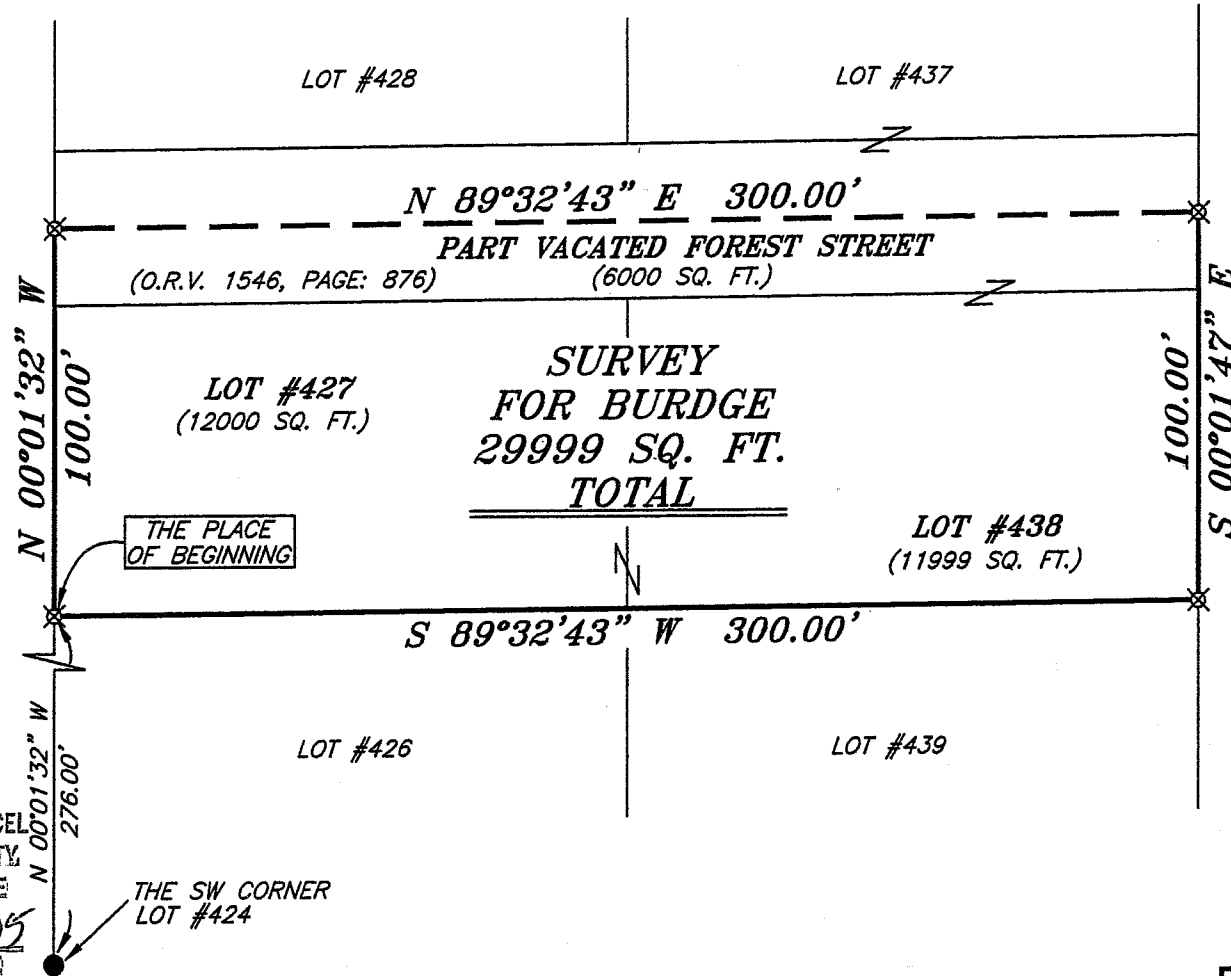 LOT #428
LOT #437
N 89°32'43" E 300.00'
PART VACATED FOREST STREET
(O.R.V. 1546, PAGE: 876)
(6000 SQ. FT.)
N 00°01'32" W
100.00'
LOT #427
(12000 SQ. FT.)
SURVEY
FOR BURDGE
29999 SQ. FT.
TOTAL
100.00'
S 00°01'47" E
THE PLACE
OF BEGINNING
LOT #438
(11999 SQ. FT.)
S 89°32'43" W 300.00'
N 00°01'32" W
276.00'
LOT #426
LOT #439
THE SW CORNER
LOT #424